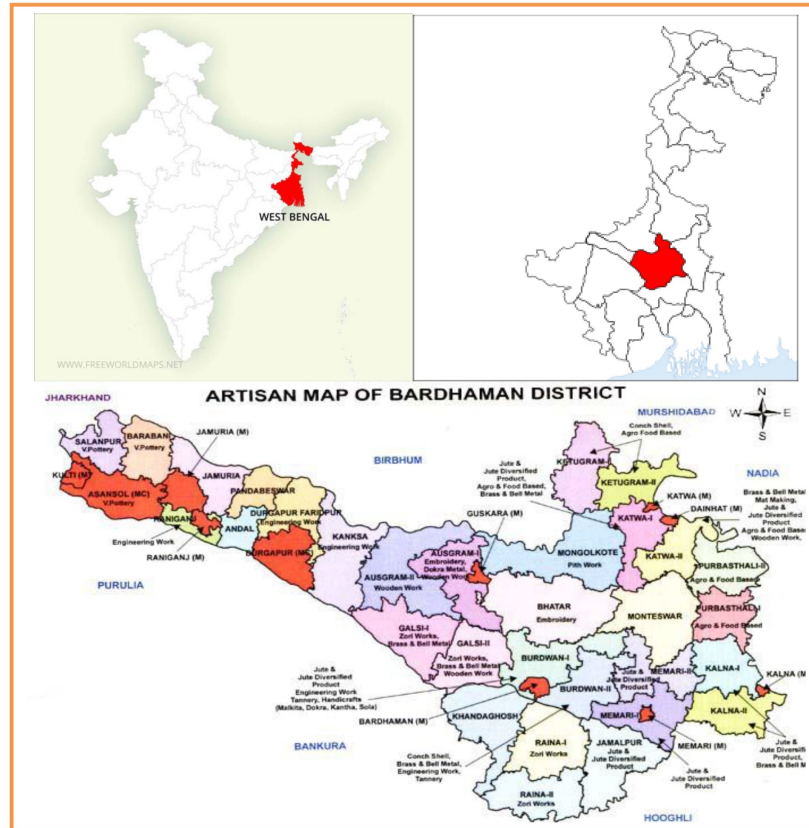 WEST BENGAL
WWW.FREEWORLDMAPS.NET
ARTISAN MAP OF BARDHAMAN DISTRICT
N
W
E
S
JHARKHAND
MURSHIDABAD
BIRBHUM
NADIA
PURULIA
BANKURA
HOOGHLI
SALANPUR
V.Pottery
BARABAN
V.Pottery
JAMURIA (M)
JAMURIA
KULTI (M)
ASANSOL (MC)
V.Pottery
RANIGANJ
Engineering Work
RANIGANJ (M)
ANDAL
PANDABESWAR
DURGAPUR FARIDPUR
Engineering Work
DURGAPUR (MC)
KANKSA
Engineering Work
AUSGRAM-II
Wooden Work
AUSGRAM-I
Embroidery,
Dokra Metal,
Wooden Work
GUSKARA (M)
Jute &
Jute Diversified
Product,
Agro & Food Based,
Brass & Bell Metal
Conch Shell,
Agro Food Based
KETUGRAM-I
KETUGRAM-II
KATWA (M)
DAINHAT (M)
Brass & Bell Metal
Mat Making,
Jute &
Jute Diversified
Product
Agro & Food Based
Wooden Work,
KATWA-I
KATWA-II
MONGOLKOTE
Pith Work
PURBASTHALI-II
Agro & Food Based
PURBASTHALI-I
Agro & Food Based
BHATAR
Embroidery
MONTESWAR
GALSI-I
Zori Works,
Brass & Bell Metal
GALSI-II
Zori Works,
Brass & Bell Metal
Wooden Work
BURDWAN-I
BURDWAN-II
Jute &
Jute Diversified
Product
MEMARI-II
KALNA-I
KALNA (M
KALNA-II
Jute &
Jute Diversified
Product
Engineering Work
Tannery, Handicrafts
(Malkita, Dokra, Kantha, Sola)
BARDHAMAN (M)
KHANDAGHOSH
MEMARI-I
MEMARI (M)
Conch Shell,
Brass & Bell Metal,
Engineering Work,
Tannery
RAINA-I
Zori Works
JAMALPUR
Jute &
Jute Diversified
Product
Jute &
Jute Diversified
Product
Jute &
Jute Diversifi
Product,
Brass & Bell M
RAINA-II
Zori Works